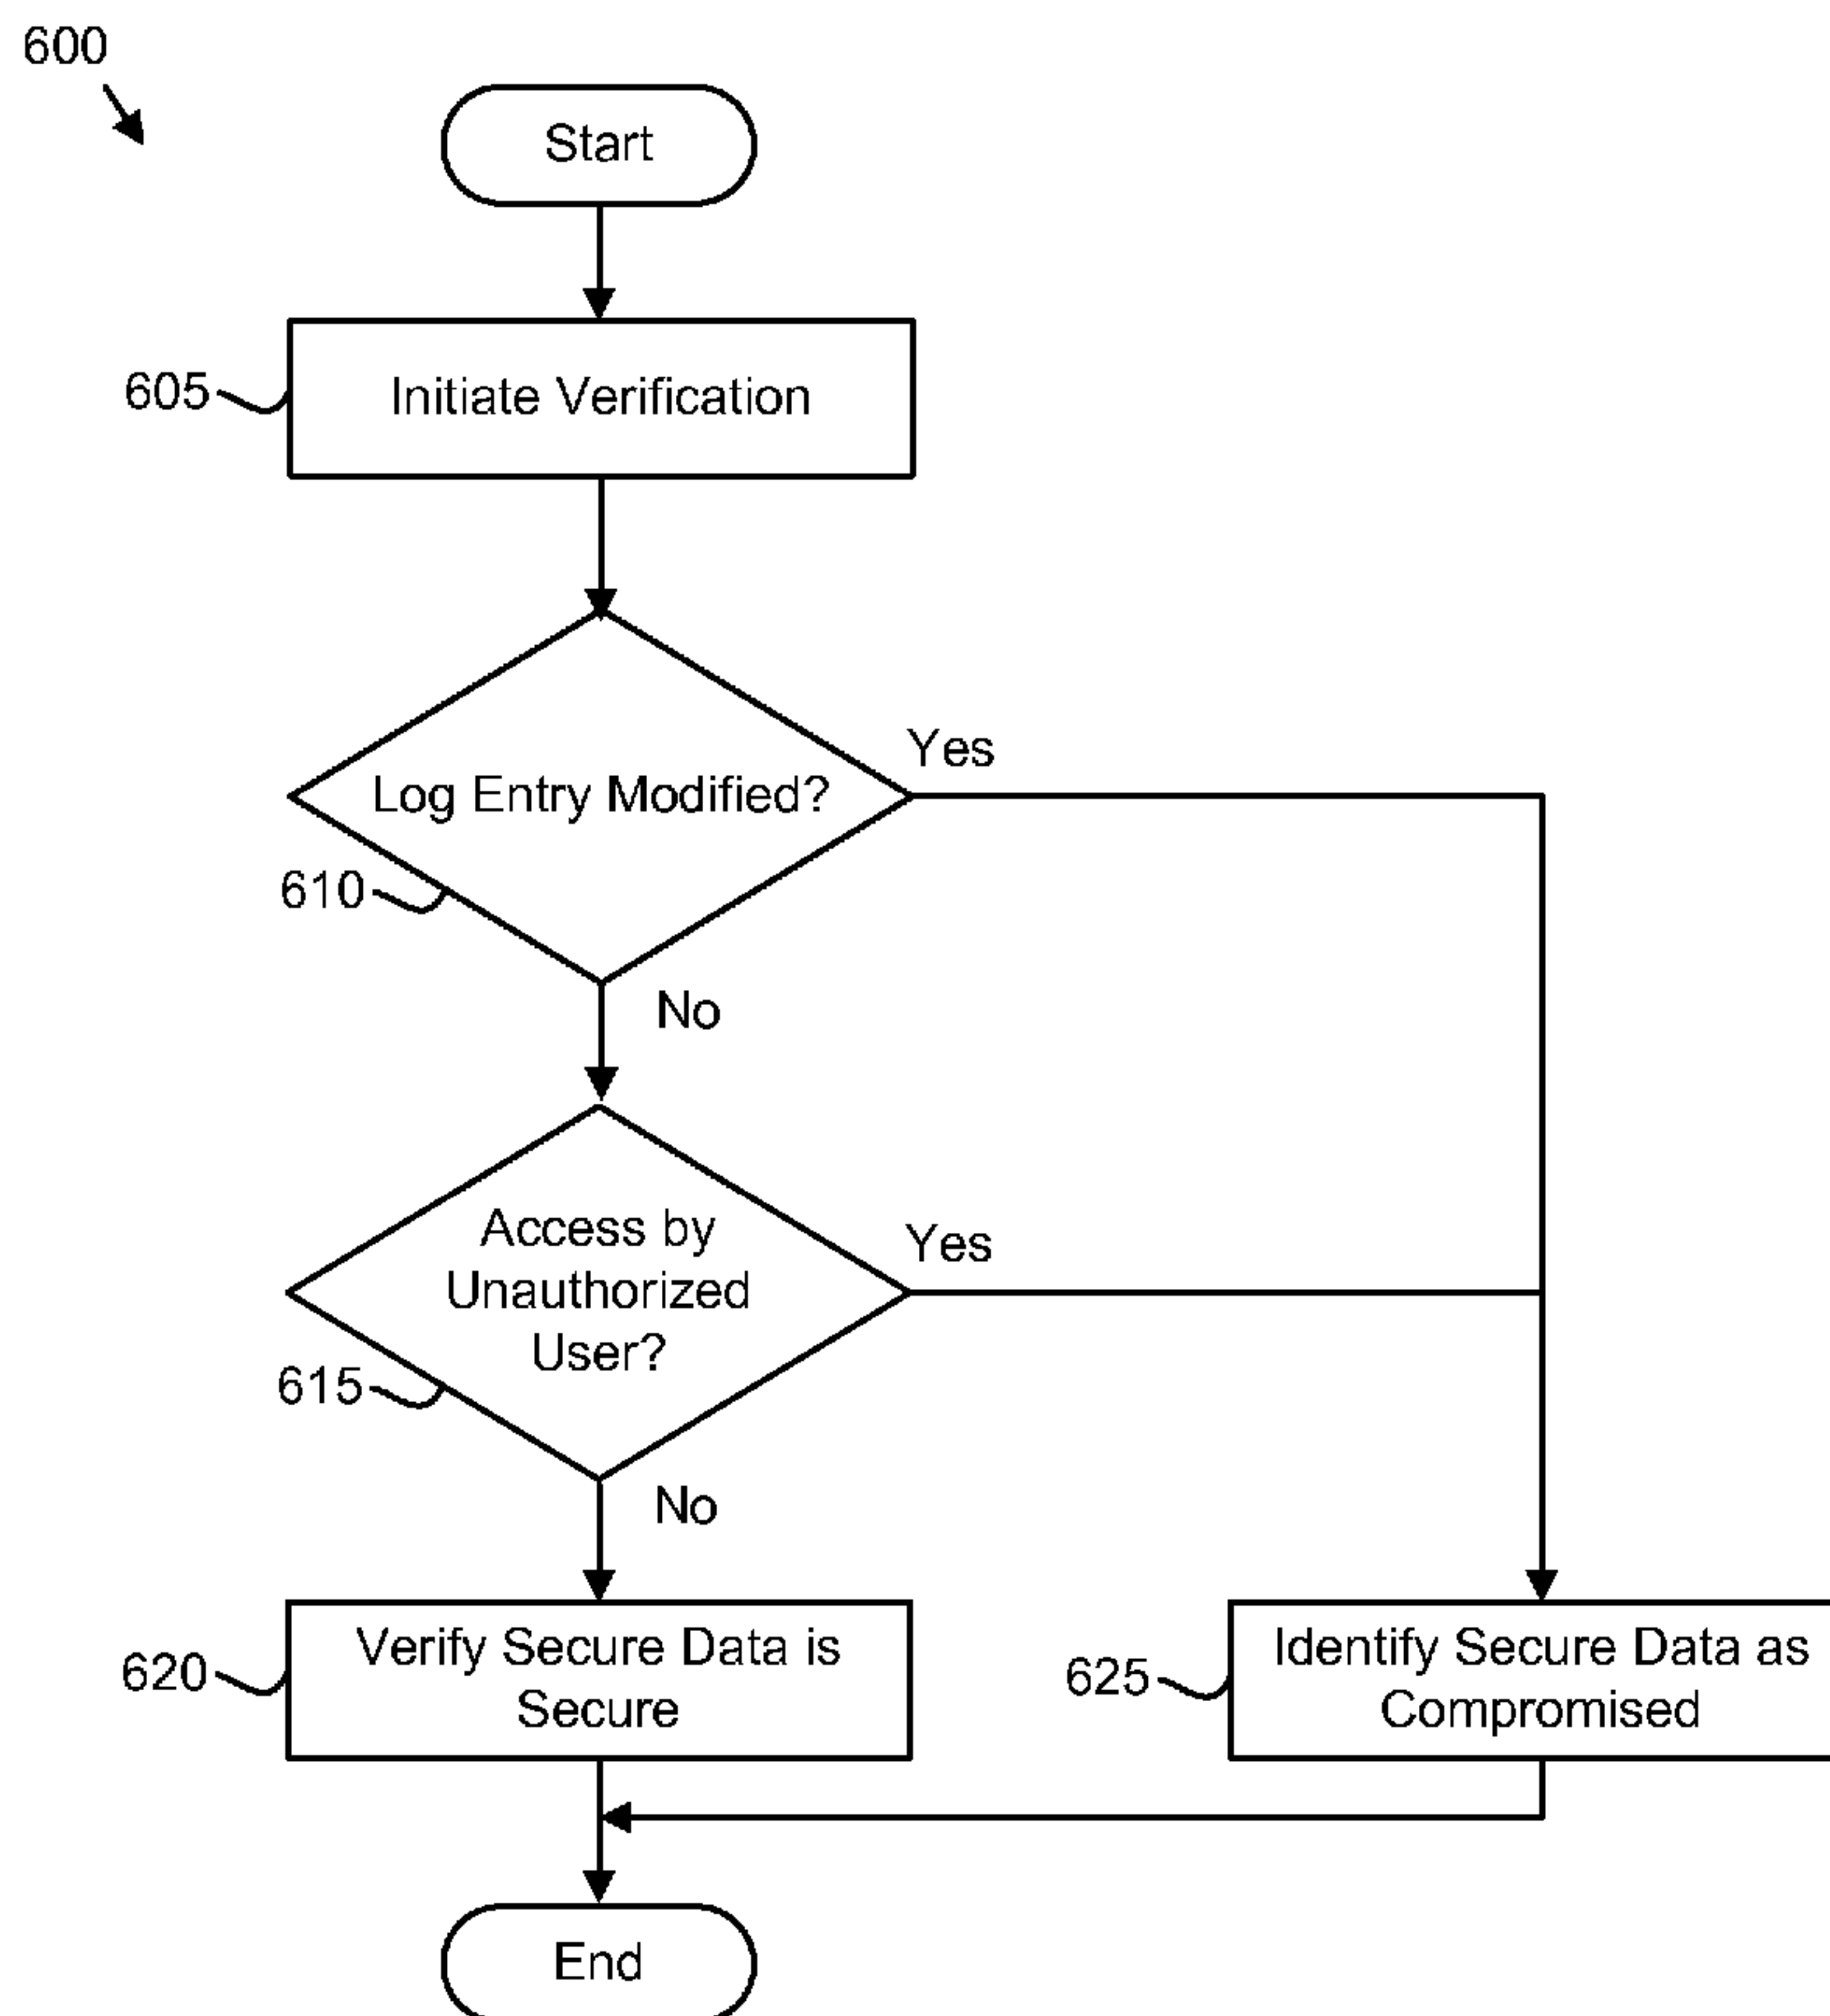 600
Start
605
Initiate Verification
Yes
Log Entry Modified?
610
No
Access by
Unauthorized
User?
Yes
615
No
620
Verify Secure Data is
Secure
625
Identify Secure Data as
Compromised
End